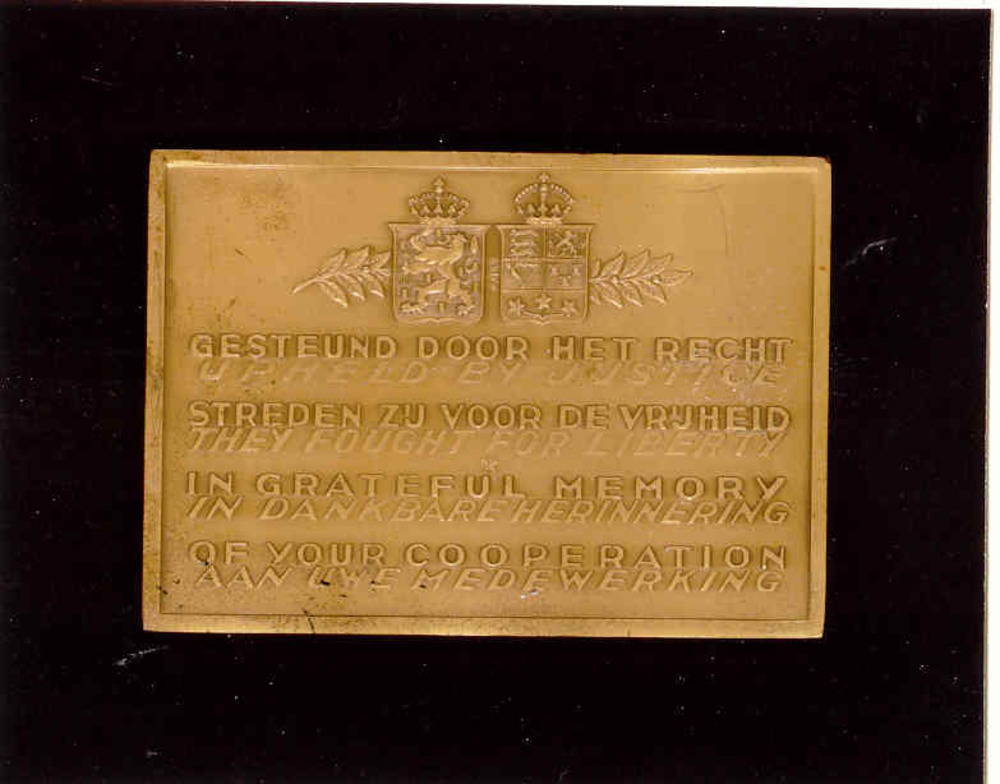 GESTEUND DOOR HET RECHT
UPHELD BY JUSTICE
STREDEN ZIJ VOOR DE VRIJHEID
THEY FOUGHT FOR LIBERTY
IN GRATEFUL MEMORY
IN DANKBARE HERINNERING
OF YOUR COOPERATION
AAN UWE MEDEWERKING